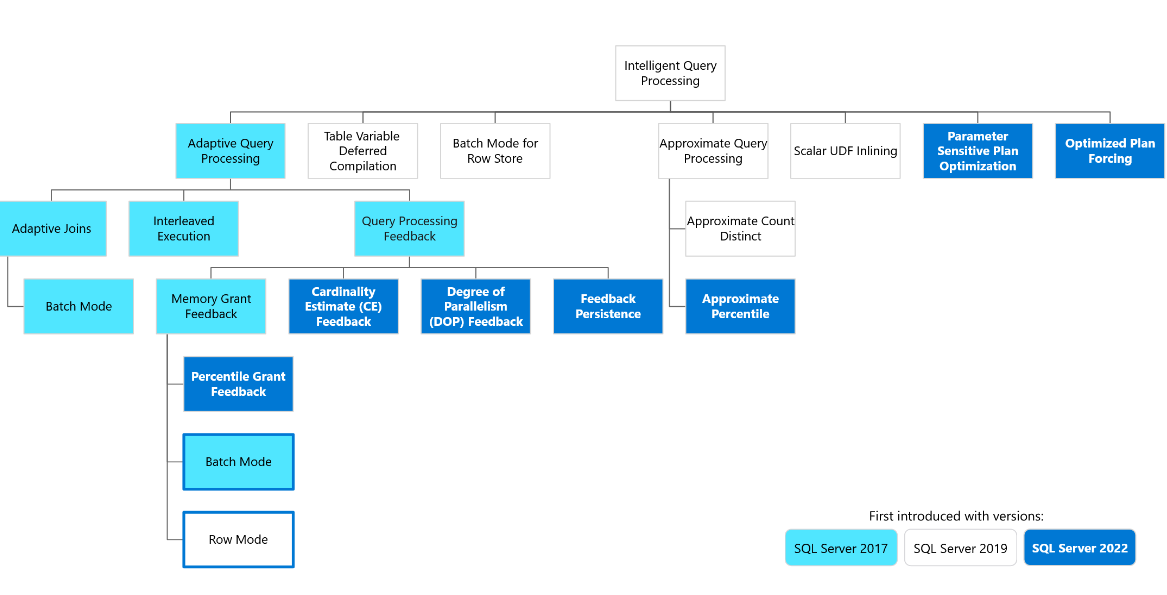 Intelligent Query
Processing
Adaptive Query
Processing
Table Variable
Deferred
Compilation
Batch Mode for
Row Store
Approximate Query
Processing
Scalar UDF Inlining
Parameter
Sensitive Plan
Optimization
Optimized Plan
Forcing
Adaptive Joins
Interleaved
Execution
Query Processing
Feedback
Approximate Count
Distinct
Batch Mode
Memory Grant
Feedback
Cardinality
Estimate (CE)
Feedback
Degree of
Parallelism
(DOP) Feedback
Feedback
Persistence
Approximate
Percentile
Percentile Grant
Feedback
Batch Mode
Row Mode
First introduced with versions:
SQL Server 2017
SQL Server 2019
SQL Server 2022